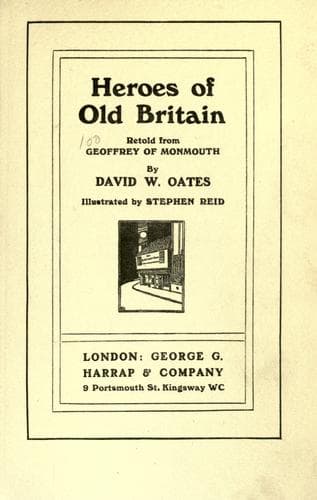 Heroes of
Old Britain
100
Retold from
GEOFFREY OF MONMOUTH
By
DAVID W. OATES
Illustrated by STEPHEN REID
LONDON: GEORGE G.
HARRAP & COMPANY
9 Portsmouth St. Kingsway WC